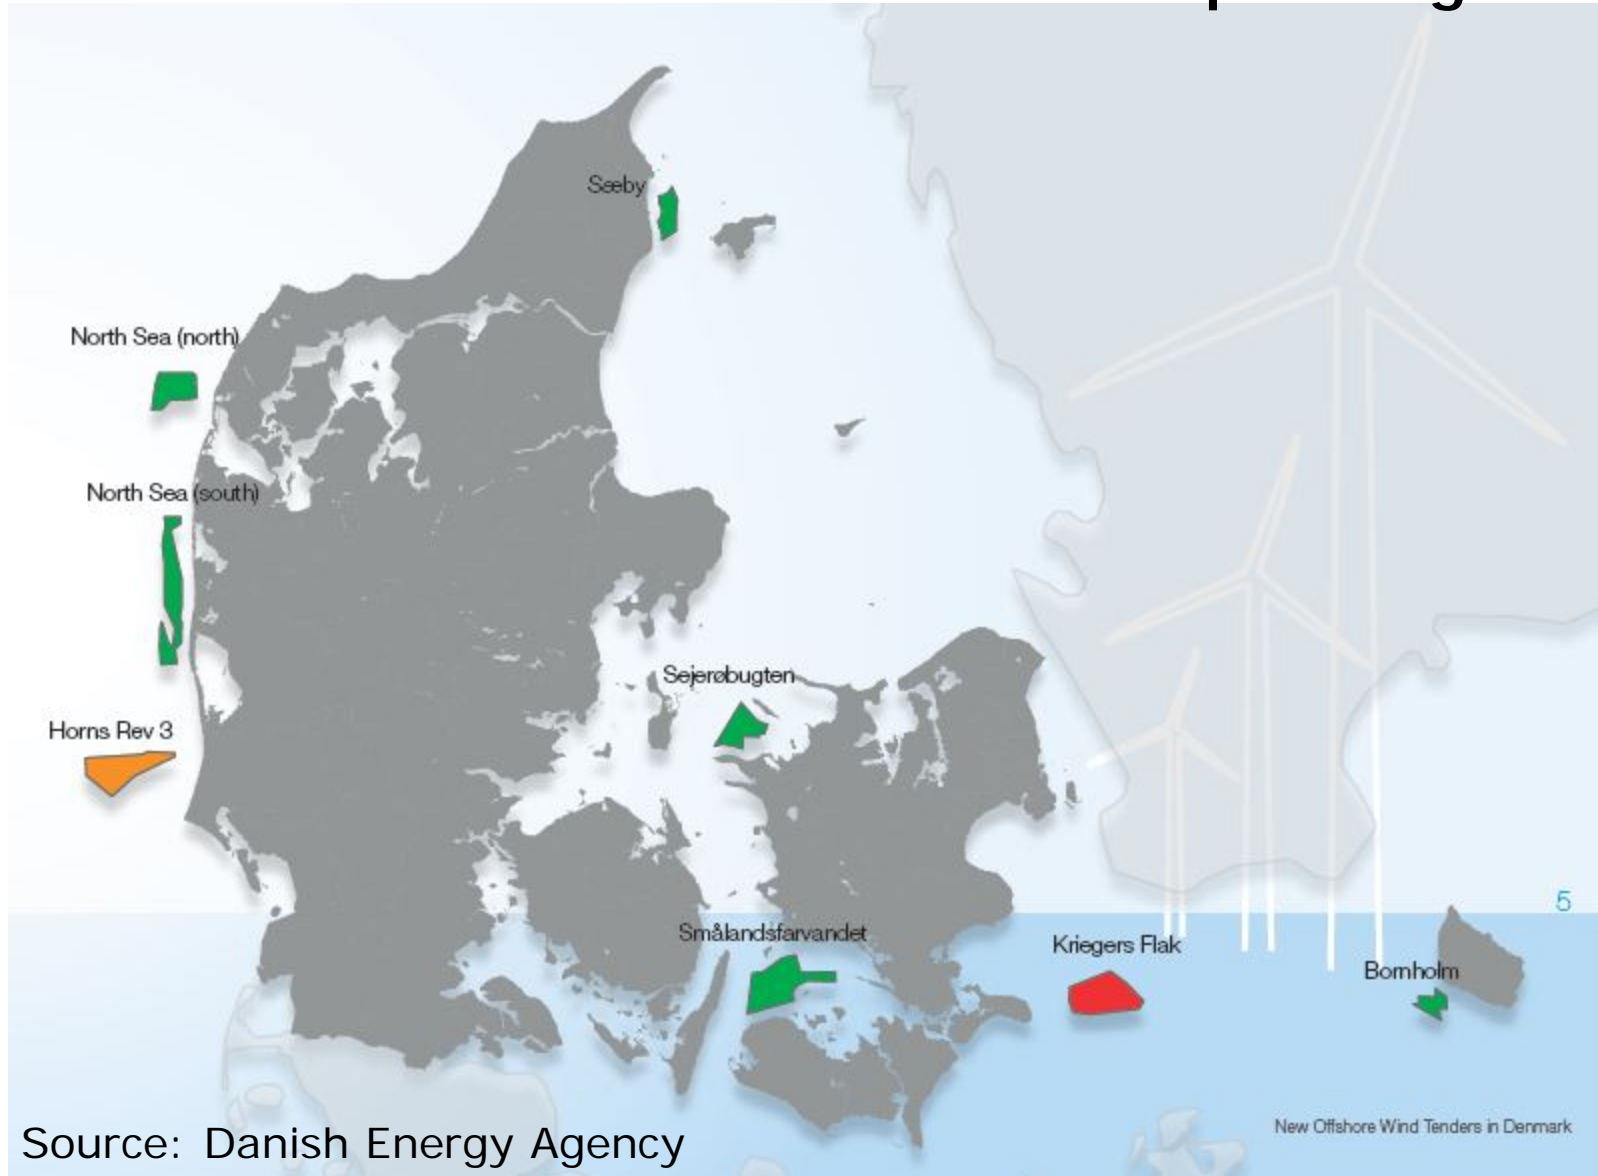 Sæby
North Sea (north)
North Sea (south)
Sejerøbugten
Horns Rev 3
5
Smålandsfarvandet
Kriegers Flak
Bornholm
New Offshore Wind Tenders in Denmark
Source: Danish Energy Agency